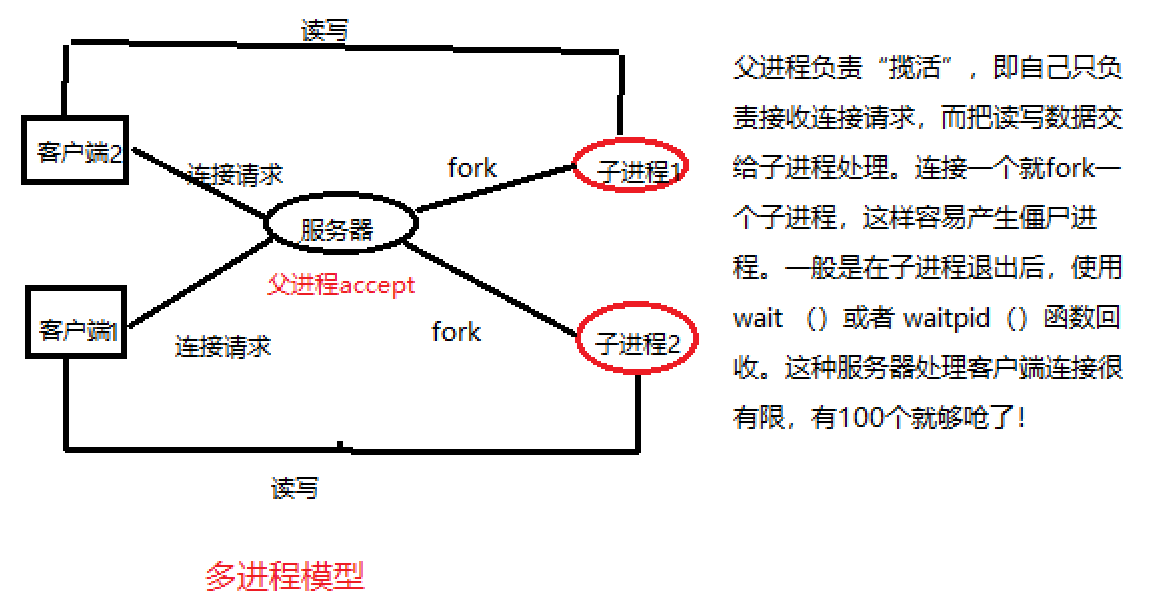 读写
客户端2
连接请求
fork
子进程1
服务器
父进程accept
客户端1
连接请求
fork
子进程2
读写
多进程模型
父进程负责“揽活”，即自己只负
责接收连接请求，而把读写数据交
给子进程处理。连接一个就fork一
个子进程，这样容易产生僵尸进
程。一般是在子进程退出后，使用
wait （）或者 waitpid（）函数回
收。这种服务器处理客户端连接很
有限，有100个就够呛了！